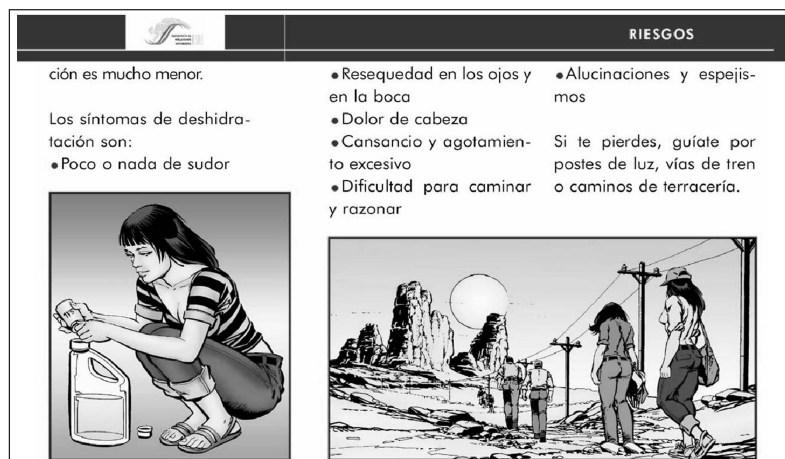 RIESGOS
ción es mucho menor.
Los síntomas de deshidra-
tación son:
• Poco o nada de sudor
• Resequedad en los ojos y
en la boca
• Dolor de cabeza
• Cansancio y agotamien-
to excesivo
• Dificultad para caminar
y razonar
• Alucinaciones y espejis-
mos
Si te pierdes, guíate por
postes de luz, vías de tren
o caminos de terracería.